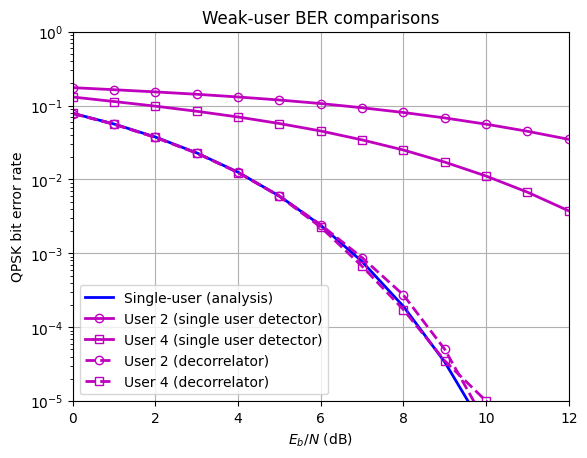 Weak-user BER comparisons
QPSK bit error rate
10^0
10^-1
10^-2
10^-3
10^-4
10^-5
Single-user (analysis)
User 2 (single user detector)
User 4 (single user detector)
User 2 (decorrelator)
User 4 (decorrelator)
0 2 4 6 8 10 12
E_b/N (dB)